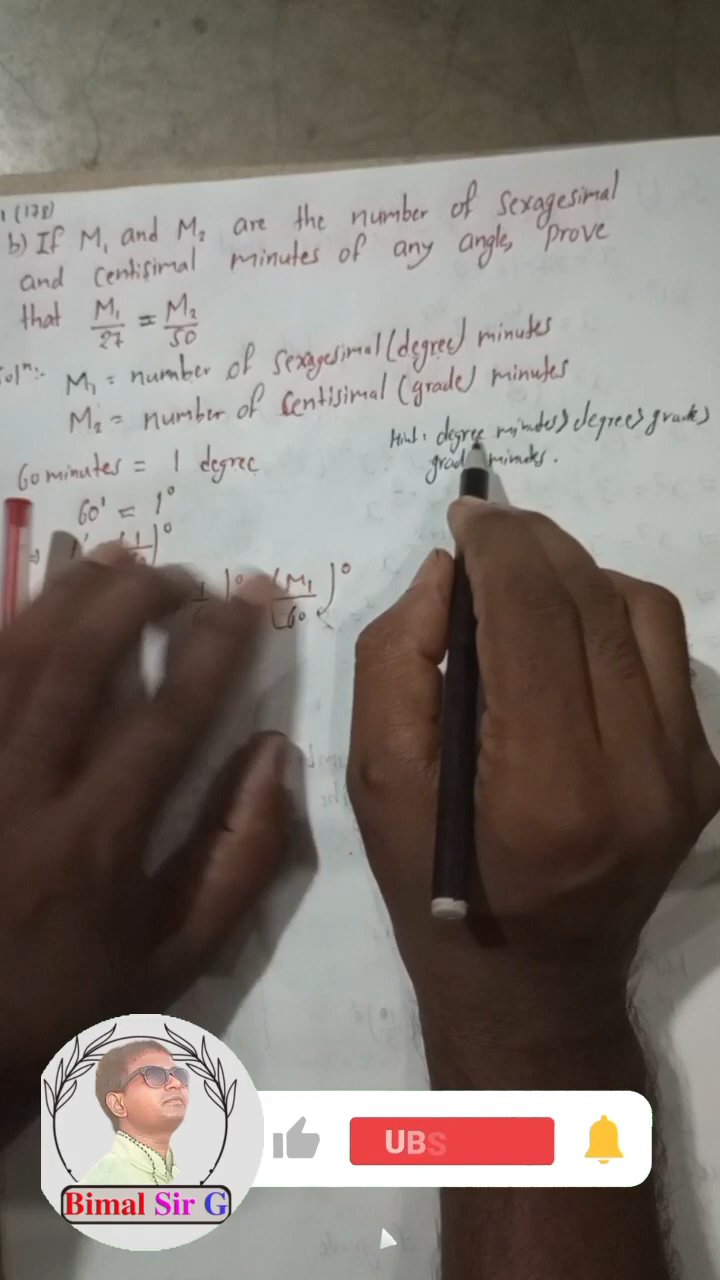 1 (178)
b) If M₁ and M₂ are the number of sexagesimal
and centisimal minutes of any angle, prove
that M₁/27 = M₂/50
Solⁿ:- M₁ = number of sexagesimal (degree) minutes
M₂ = number of Centisimal (grade) minutes
Hint: degree minutes> degree> grade>
grade minutes.
60 minutes = 1 degree
60' = 1°
⇒
)° (M₁/60)°
UBS
Bimal Sir G